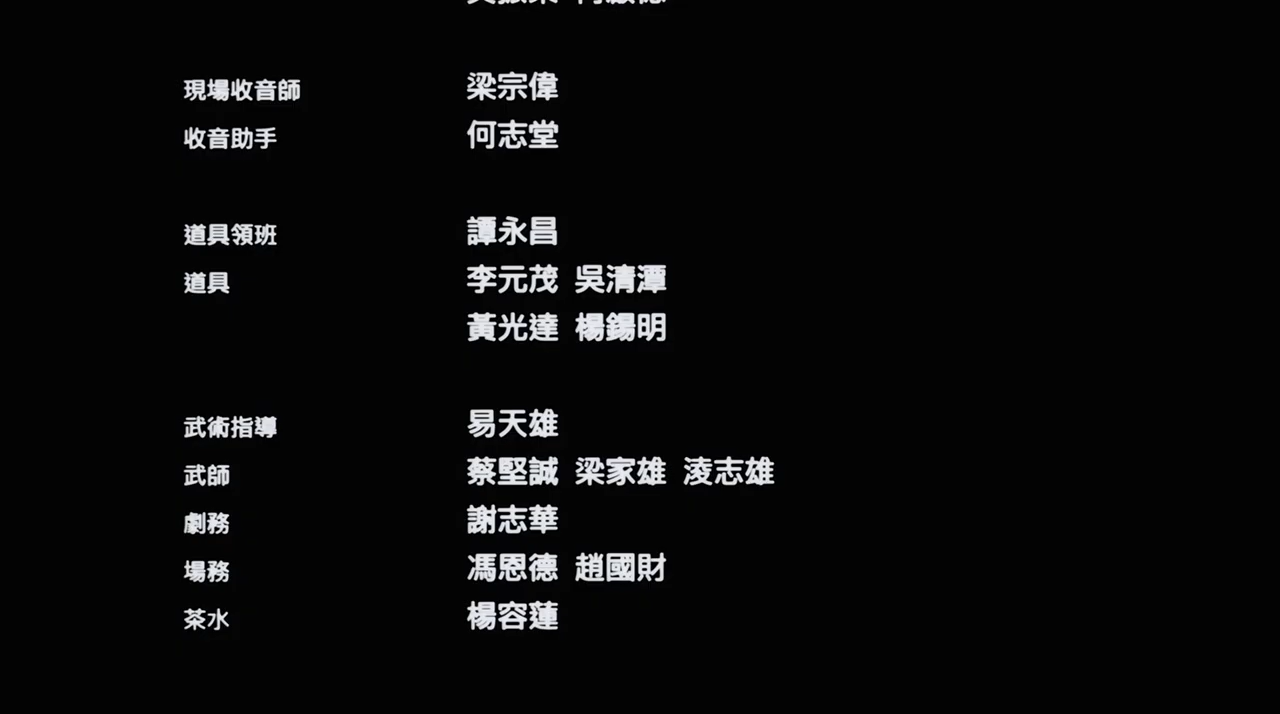 現場收音師 梁宗偉
收音助手 何志堂
道具領班 譚永昌
道具 李元茂 吳清潭
黃光達 楊錫明
武術指導 易天雄
武師 蔡堅誠 梁家雄 淩志雄
劇務 謝志華
場務 馮恩德 趙國財
茶水 楊容蓮